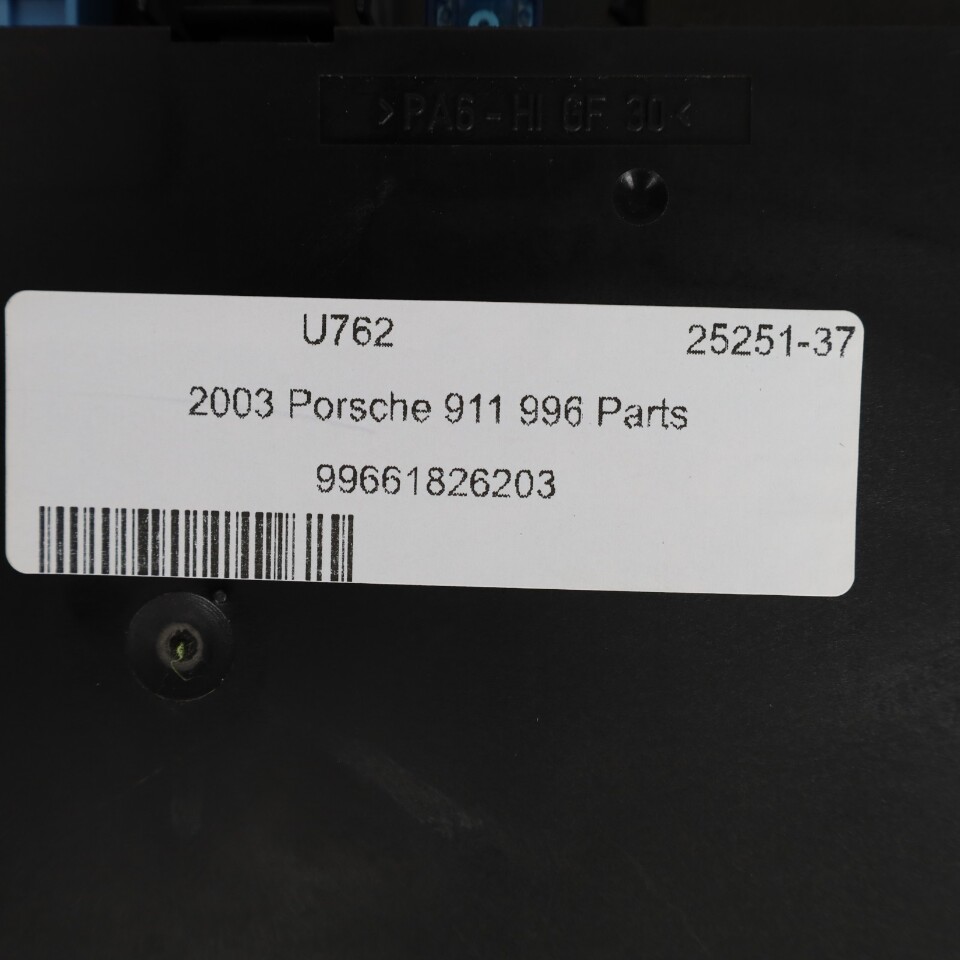 >PA6-HI GF 30<
U762 25251-37
2003 Porsche 911 996 Parts
99661826203